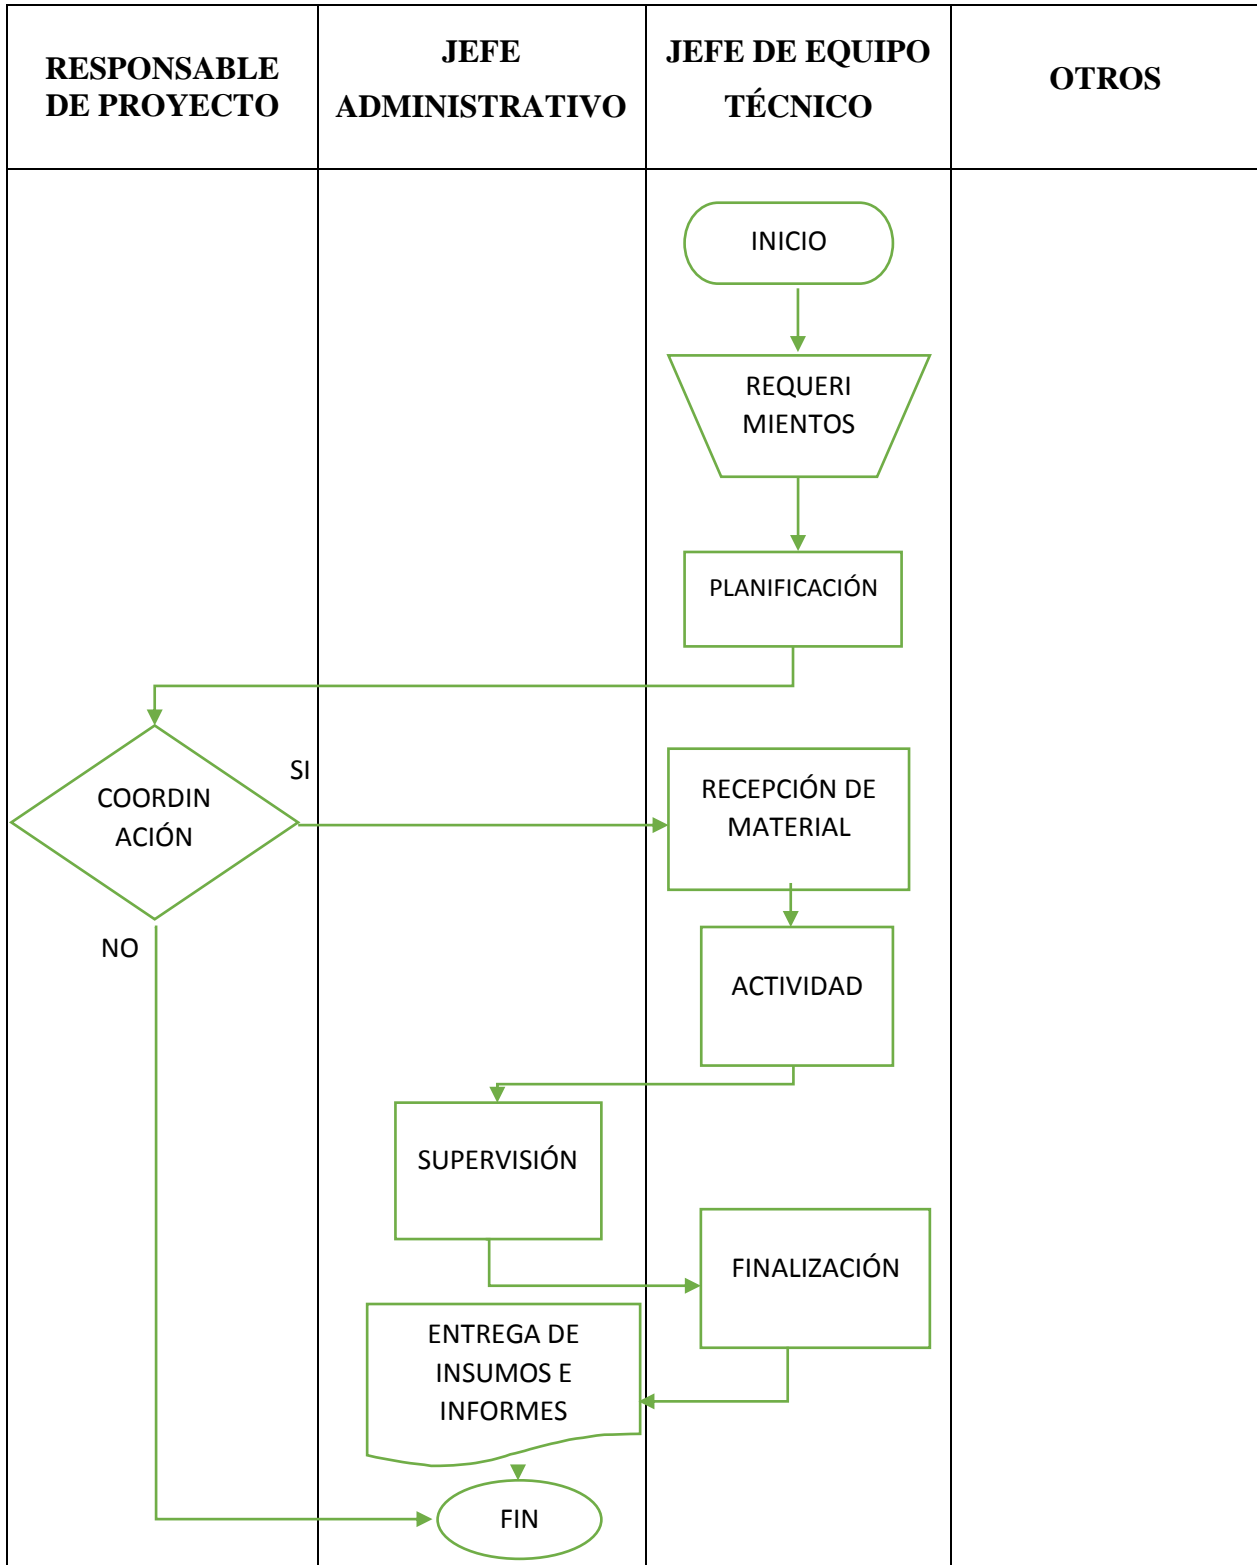 RESPONSABLE
DE PROYECTO
JEFE
ADMINISTRATIVO
JEFE DE EQUIPO
TÉCNICO
OTROS
INICIO
REQUERI
MIENTOS
PLANIFICACIÓN
COORDIN
ACIÓN
SI
NO
RECEPCIÓN DE
MATERIAL
ACTIVIDAD
SUPERVISIÓN
FINALIZACIÓN
ENTREGA DE
INSUMOS E
INFORMES
FIN